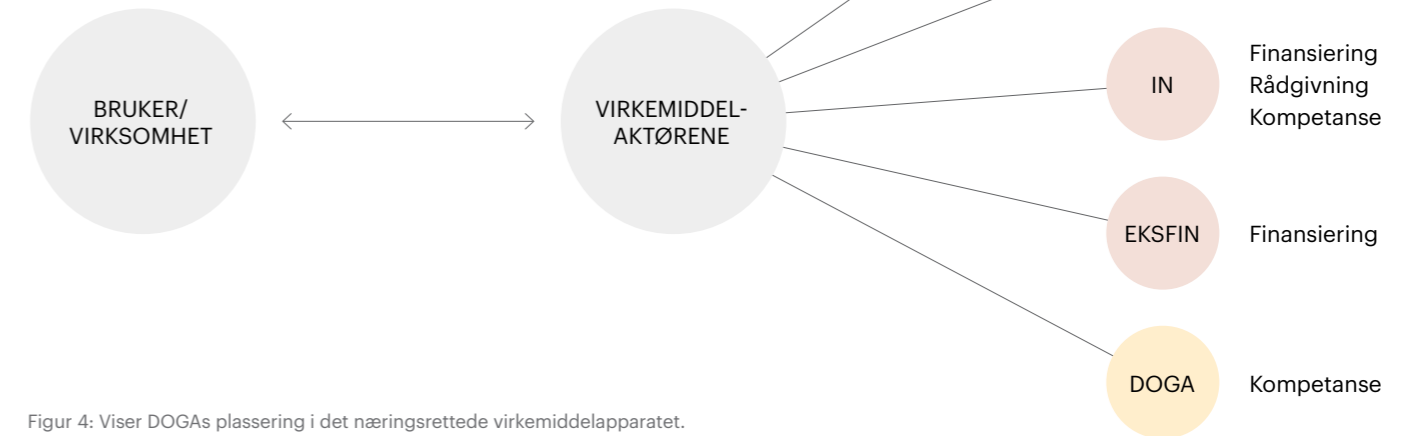 BRUKER/
VIRKSOMHET
VIRKEMIDDEL-
AKTØRENE
IN
Finansiering
Rådgivning
Kompetanse
EKSFIN
Finansiering
DOGA
Kompetanse
Figur 4: Viser DOGAs plassering i det næringsrettede virkemiddelapparatet.